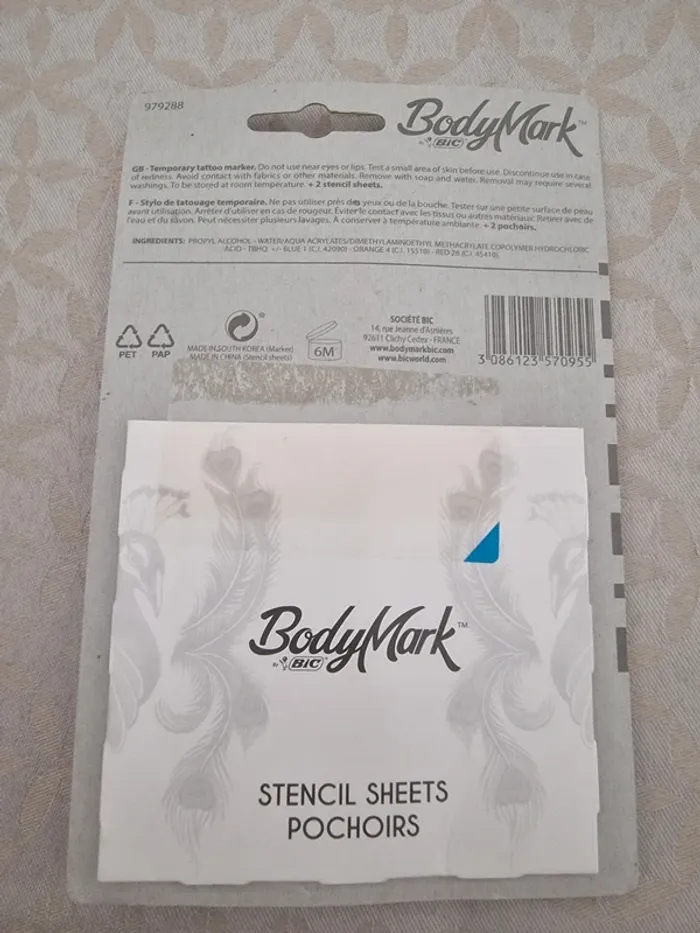 979288
BodyMark™
By BIC®
GB - Temporary tattoo marker. Do not use near eyes or lips. Test a small area of skin before use. Discontinue use in case
of redness. Avoid contact with fabrics or other materials. Remove with soap and water. Removal may require several
washings. To be stored at room temperature. + 2 stencil sheets.
F - Stylo de tatouage temporaire. Ne pas utiliser près des yeux ou de la bouche. Tester sur une petite surface de peau
avant utilisation. Arrêter d'utiliser en cas de rougeur. Eviter le contact avec les tissus ou autres matériaux. Retirer avec de
l'eau et du savon. Peut nécessiter plusieurs lavages. À conserver à température ambiante. + 2 pochoirs.
INGREDIENTS: PROPYL ALCOHOL - WATER/AQUA ACRYLATES/DIMETHYLAMINOETHYL METHACRYLATE COPOLYMER HYDROCHLORIC
ACID - TBHQ +/- BLUE 1 (C.I. 42090) - ORANGE 4 (C.I. 15510) - RED 28 (C.I. 45410).
PET
PAP
MADE IN SOUTH KOREA (Marker)
MADE IN CHINA (Stencil sheets)
6M
SOCIÉTÉ BIC
14, rue Jeanne d'Asnières
92611 Clichy Cedex - FRANCE
www.bodymarkbic.com
www.bicworld.com
3 086123 570955
BodyMark™
By BIC®
STENCIL SHEETS
POCHOIRS